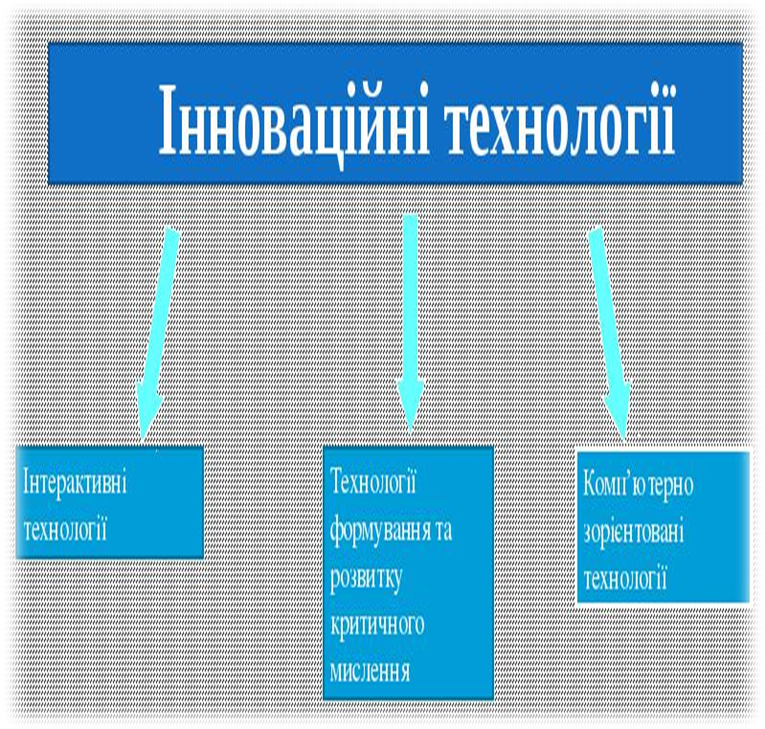 Інноваційні технології
Інтерактивні
технології
Технології
формування та
розвитку
критичного
мислення
Комп’ютерно
зорієнтовані
технології